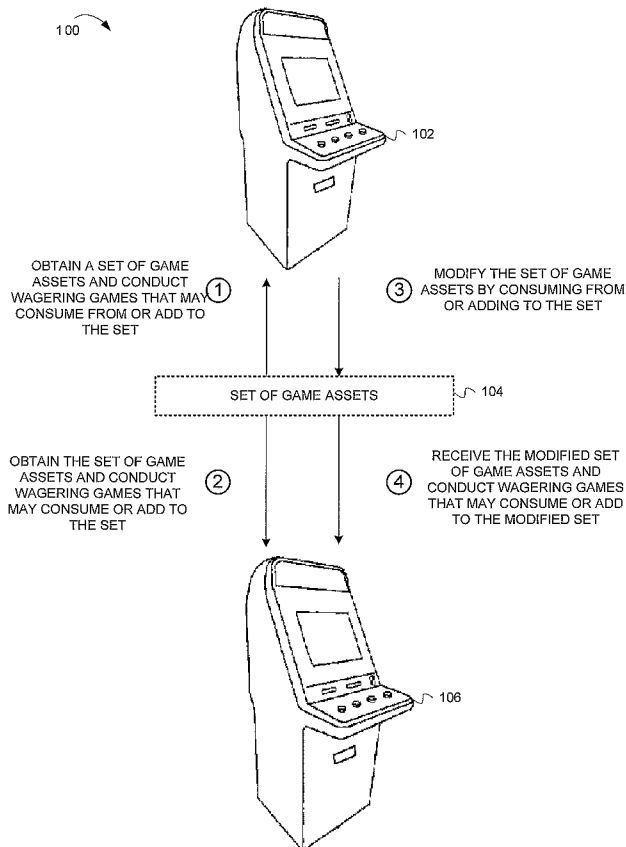 100
102
OBTAIN A SET OF GAME
ASSETS AND CONDUCT
WAGERING GAMES THAT MAY
CONSUME FROM OR ADD TO
THE SET
1
3
MODIFY THE SET OF GAME
ASSETS BY CONSUMING FROM
OR ADDING TO THE SET
SET OF GAME ASSETS
104
OBTAIN THE SET OF GAME
ASSETS AND CONDUCT
WAGERING GAMES THAT
MAY CONSUME OR ADD TO
THE SET
2
4
RECEIVE THE MODIFIED SET
OF GAME ASSETS AND
CONDUCT WAGERING GAMES
THAT MAY CONSUME OR ADD
TO THE MODIFIED SET
106